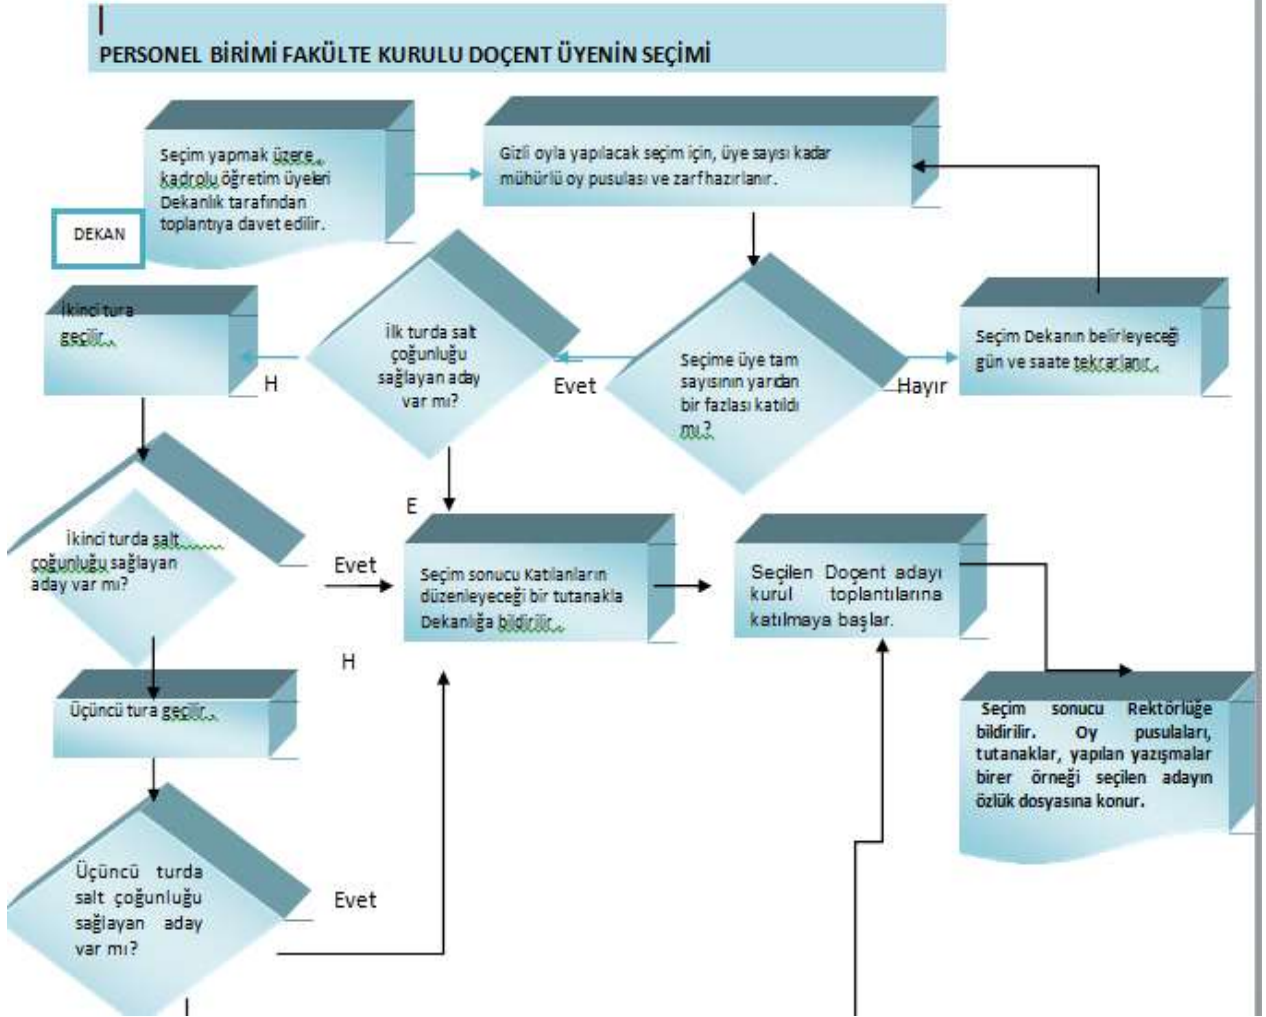 PERSONEL BİRİMİ FAKÜLTE KURULU DOÇENT ÜYENİN SEÇİMİ
Seçim yapmak üzere
kadrolu öğretim üyeleri
Dekanlık tarafından
toplantıya davet edilir.
DEKAN
Gizli oyla yapılacak seçim için, üye sayısı kadar
mühürlü oy pusulası ve zarfhazırlanır.
İkinci tura
geçilir..
H
İlk turda salt
çoğunluğu
sağlayan aday
var mı?
Evet
Seçime üye tam
sayısının yarıdan
bir fazlası katıldı
mı?
Hayır
Seçim Dekanın belirleyeceği
gün ve saate tekrarlanır..
E
İkinci turda salt
çoğunluğu sağlayan
aday var mı?
Evet
Seçim sonucu Katılanların
düzenleyeceği bir tutanakla
Dekanlığa bildirilir..
Seçilen Doçent adayı
kurul toplantılarına
katılmaya başlar.
H
Üçüncü tura geçilir..
Seçim sonucu Rektörlüğe
bildirilir. Oy pusulaları,
tutanaklar, yapılan yazışmalar
birer örneği seçilen adayın
özlük dosyasına konur.
Üçüncü turda
salt çoğunluğu
sağlayan aday
var mı?
Evet